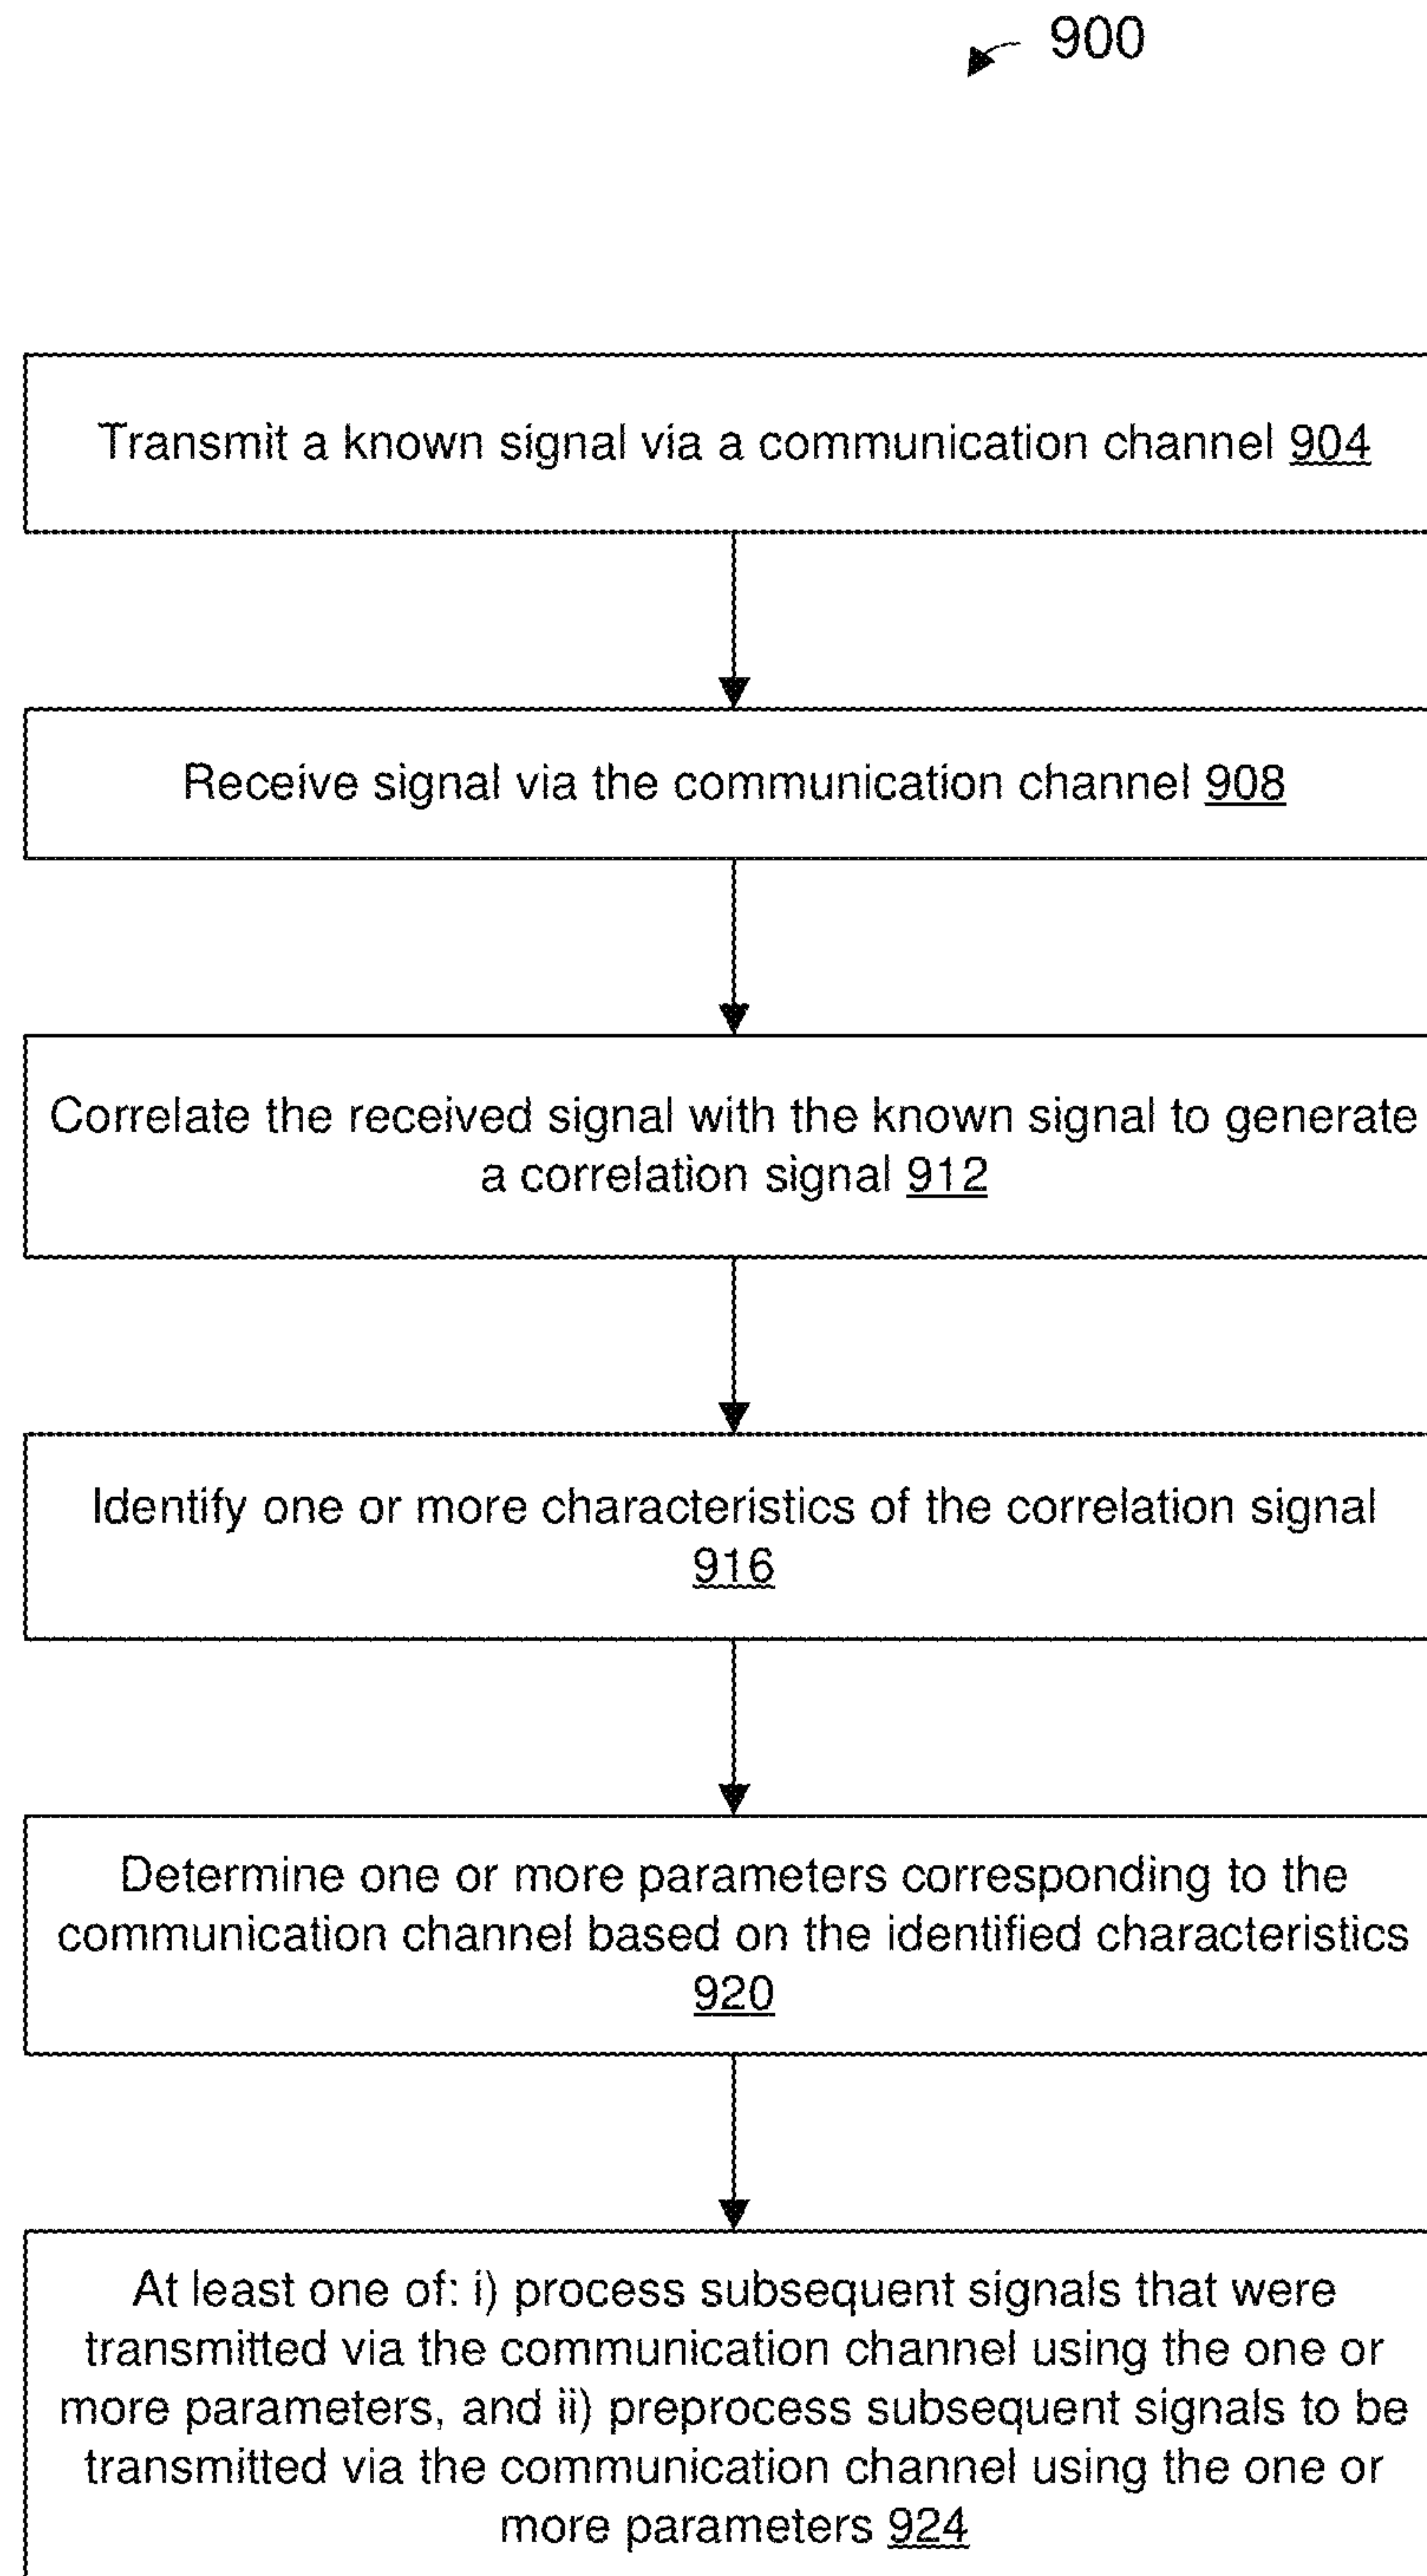 900
Transmit a known signal via a communication channel 904
Receive signal via the communication channel 908
Correlate the received signal with the known signal to generate
a correlation signal 912
Identify one or more characteristics of the correlation signal
916
Determine one or more parameters corresponding to the
communication channel based on the identified characteristics
920
At least one of: i) process subsequent signals that were
transmitted via the communication channel using the one or
more parameters, and ii) preprocess subsequent signals to be
transmitted via the communication channel using the one or
more parameters 924